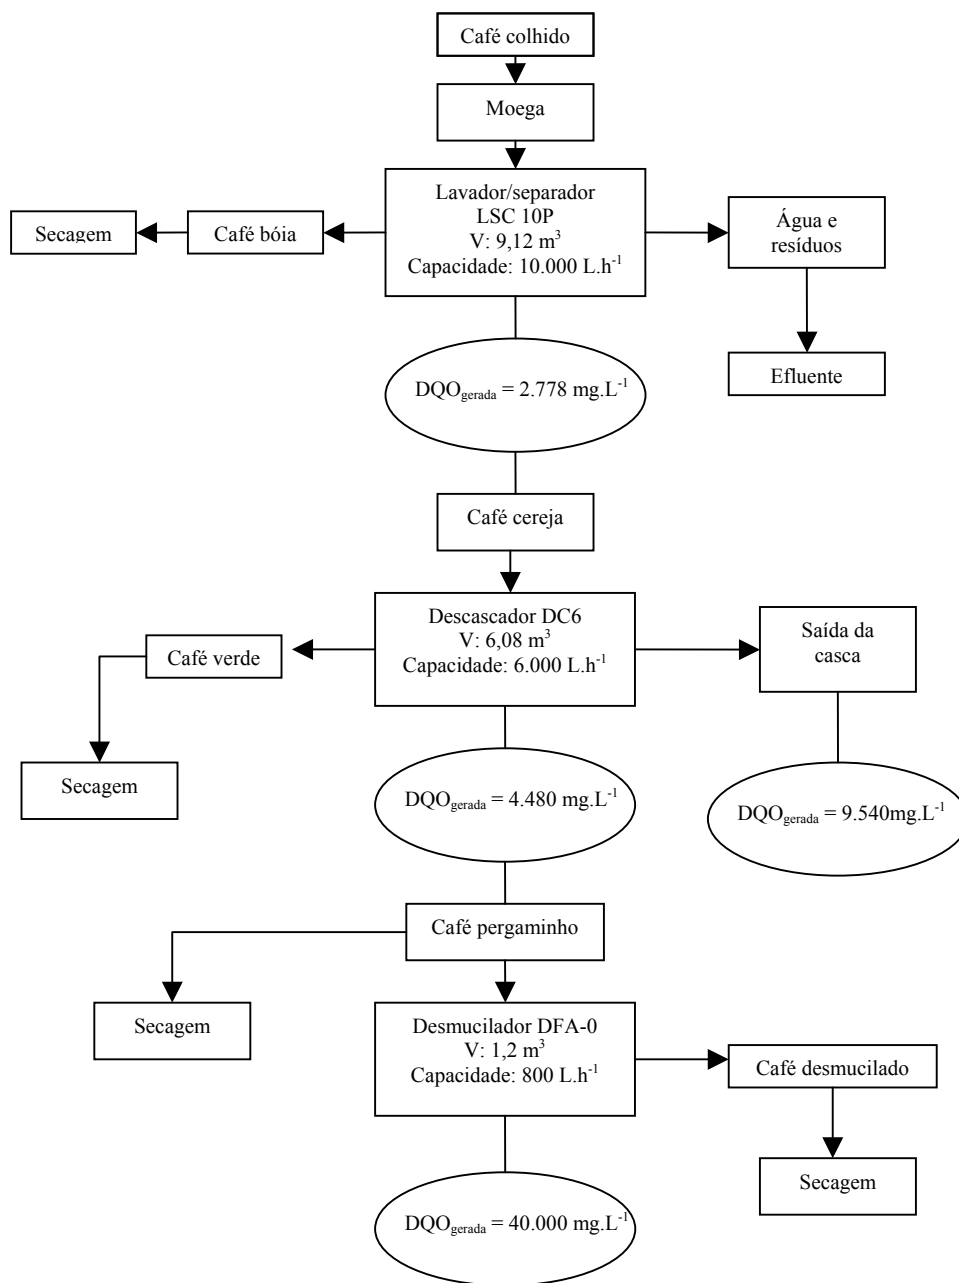 Café colhido
Moega
Lavador/separador
LSC 10P
V: 9,12 m³
Capacidade: 10.000 L.h⁻¹
Secagem
Café bóia
Água e
resíduos
Efluente
DQOgerada = 2.778 mg.L⁻¹
Café cereja
Descascador DC6
V: 6,08 m³
Capacidade: 6.000 L.h⁻¹
Café verde
Saída da
casca
Secagem
DQOgerada = 4.480 mg.L⁻¹
DQOgerada = 9.540mg.L⁻¹
Café pergaminho
Secagem
Desmucilador DFA-0
V: 1,2 m³
Capacidade: 800 L.h⁻¹
Café desmucilado
Secagem
DQOgerada = 40.000 mg.L⁻¹